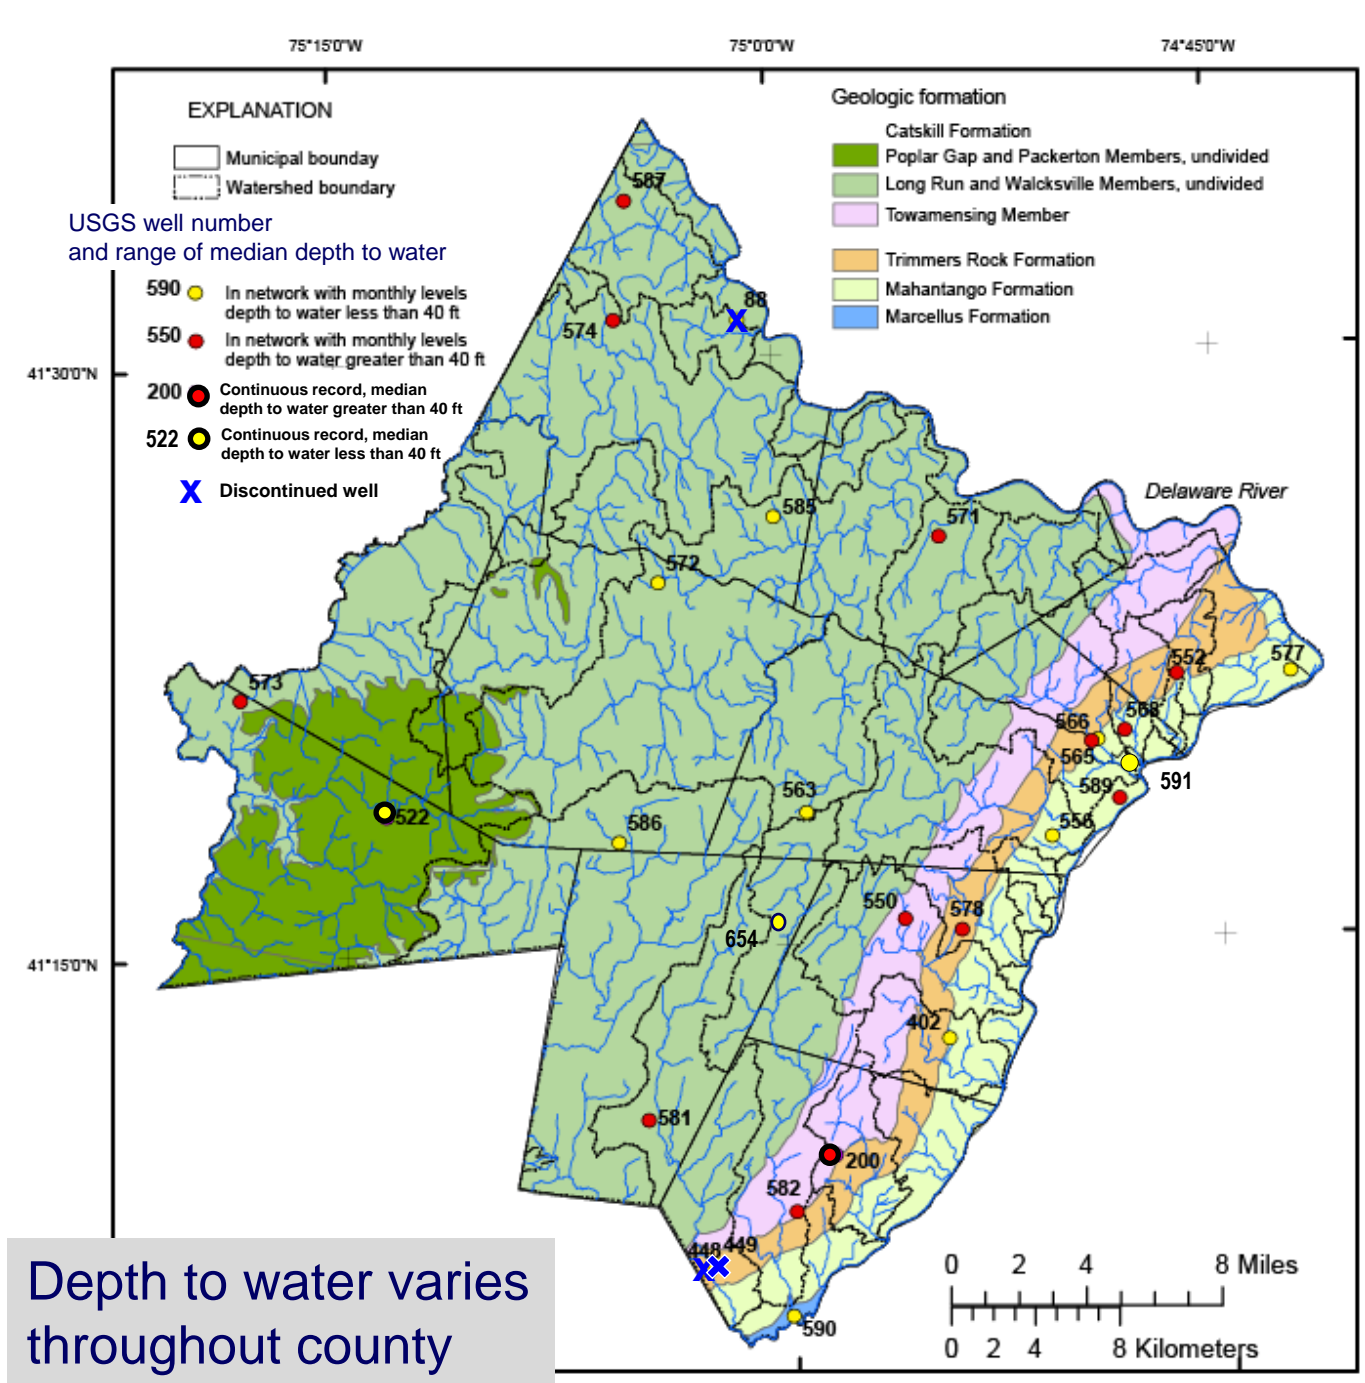 75°15'0"W
75°0'0"W
74°45'0"W
EXPLANATION
Municipal bounday
Watershed boundary
USGS well number
and range of median depth to water
590
In network with monthly levels
depth to water less than 40 ft
550
In network with monthly levels
depth to water greater than 40 ft
200
Continuous record, median
depth to water greater than 40 ft
522
Continuous record, median
depth to water less than 40 ft
X Discontinued well
Geologic formation
Catskill Formation
Poplar Gap and Packerton Members, undivided
Long Run and Walcksville Members, undivided
Towamensing Member
Trimmers Rock Formation
Mahantango Formation
Marcellus Formation
41°30'0"N
41°15'0"N
587
88
574
Delaware River
585
571
572
552
577
573
566
568
565
591
589
563
522
586
556
550
578
654
402
581
200
582
448
449
590
0 2 4 8 Miles
0 2 4 8 Kilometers
Depth to water varies
throughout county